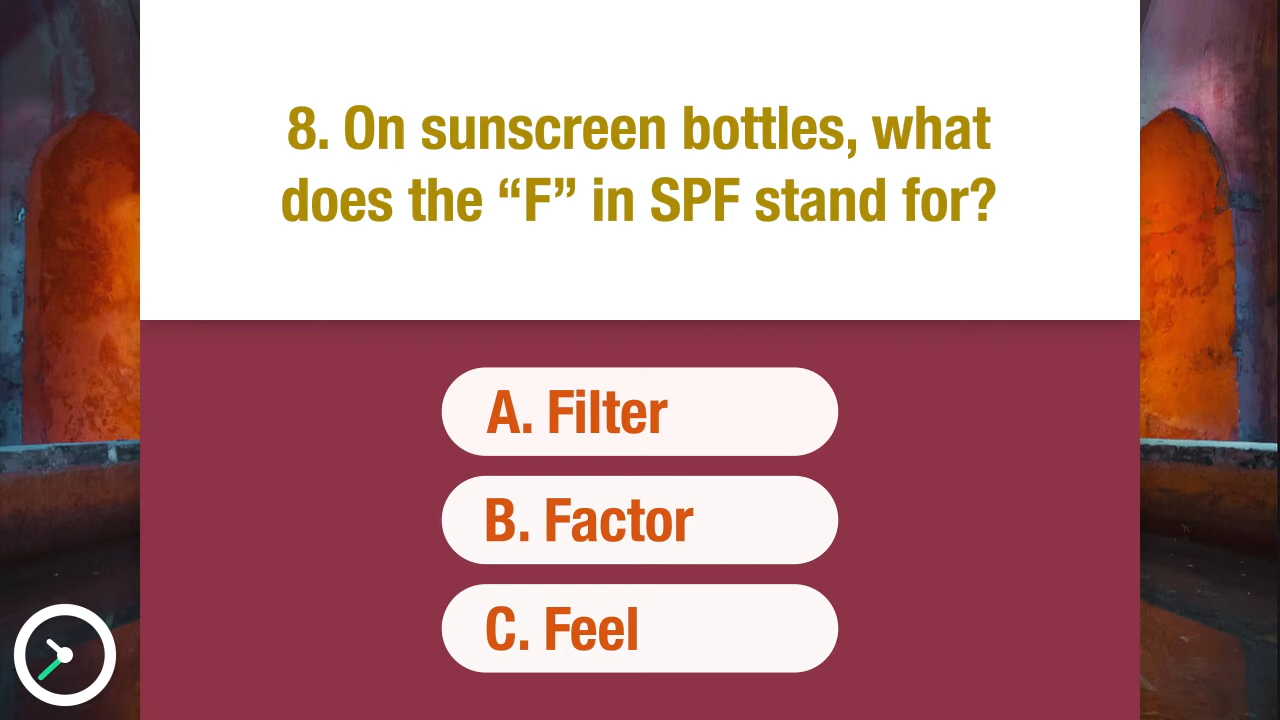 8. On sunscreen bottles, what
does the “F” in SPF stand for?
A. Filter
B. Factor
C. Feel